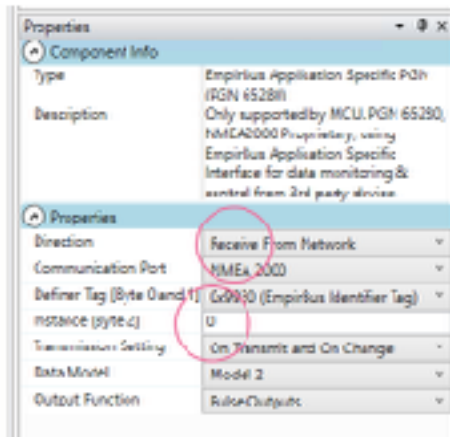 Properties
Component Info
Type Empirbus Application Specific PGN
(PGN
Description Only supported by MCU. PGN
NMEA2000 Proprietary, using
Empirbus Application Specific
Interface for data monitoring &
control from 3rd party device
Properties
Direction Receive From Network
Communication Port NMEA 2000
Definer Tag (Byte 0 and 1) (Empirbus Identifier Tag)
Instance (Byte 2) 0
Transmission Setting On Transmit and On Change
Data Model Model 2
Output Function Pulse Outputs